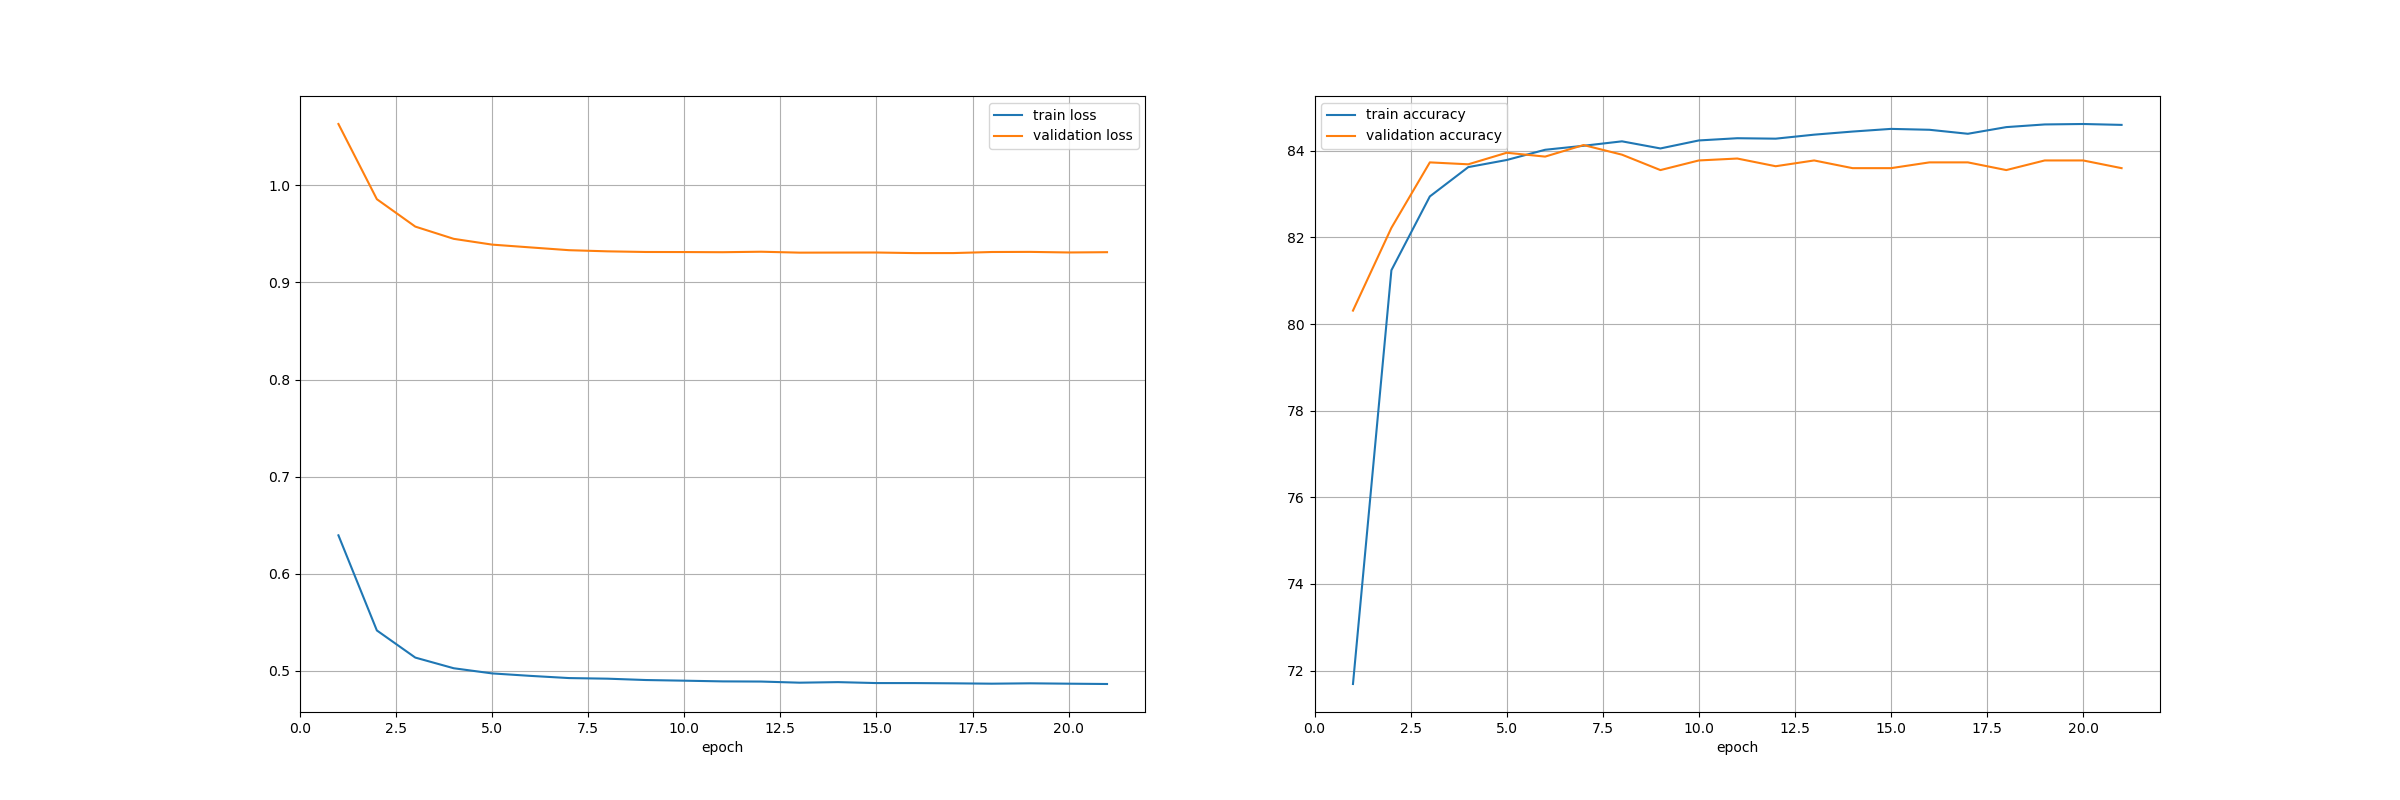 train loss
validation loss
1.0
0.9
0.8
0.7
0.6
0.5
0.0 2.5 5.0 7.5 10.0 12.5 15.0 17.5 20.0
epoch
train accuracy
validation accuracy
84
82
80
78
76
74
72
0.0 2.5 5.0 7.5 10.0 12.5 15.0 17.5 20.0
epoch